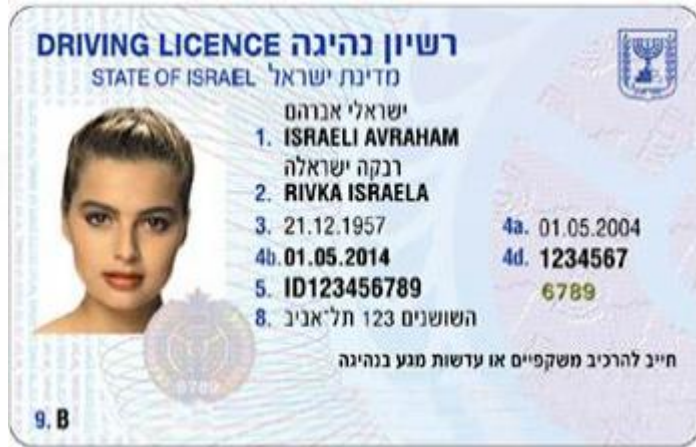 DRIVING LICENCE רשיון נהיגה
STATE OF ISRAEL מדינת ישראל
ישראלי אברהם
1. ISRAELI AVRAHAM
רבקה ישראלה
2. RIVKA ISRAELA
3. 21.12.1957 4a. 01.05.2004
4b. 01.05.2014 4d. 1234567
5. ID123456789 6789
8. השושנים 123 תל־אביב
6789
חייב להרכיב משקפיים או עדשות מגע בנהיגה
9. B